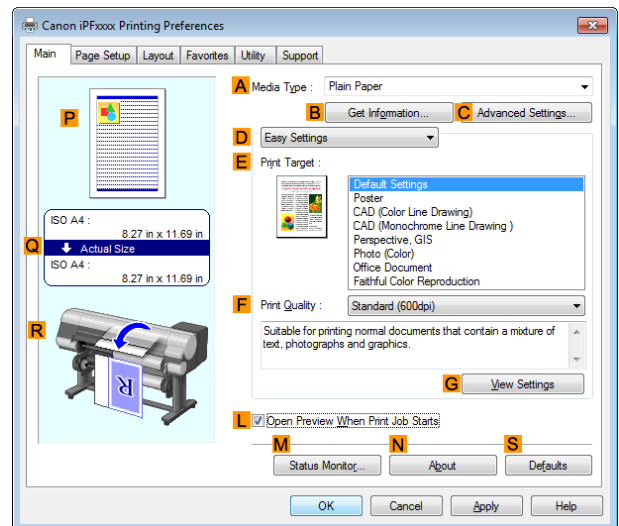 Canon iPFxxxx Printing Preferences
Main Page Setup Layout Favorites Utility Support
A Media Type : Plain Paper
B Get Information... C Advanced Settings...
D Easy Settings
E Print Target :
Default Settings
Poster
CAD (Color Line Drawing)
CAD (Monochrome Line Drawing )
Perspective, GIS
Photo (Color)
Office Document
Faithful Color Reproduction
P
ISO A4 :
8.27 in x 11.69 in
Q Actual Size
ISO A4 :
8.27 in x 11.69 in
R
R
F Print Quality : Standard (600dpi)
Suitable for printing normal documents that contain a mixture of
text, photographs and graphics.
G View Settings
L Open Preview When Print Job Starts
M N S
Status Monitor... About Defaults
OK Cancel Apply Help